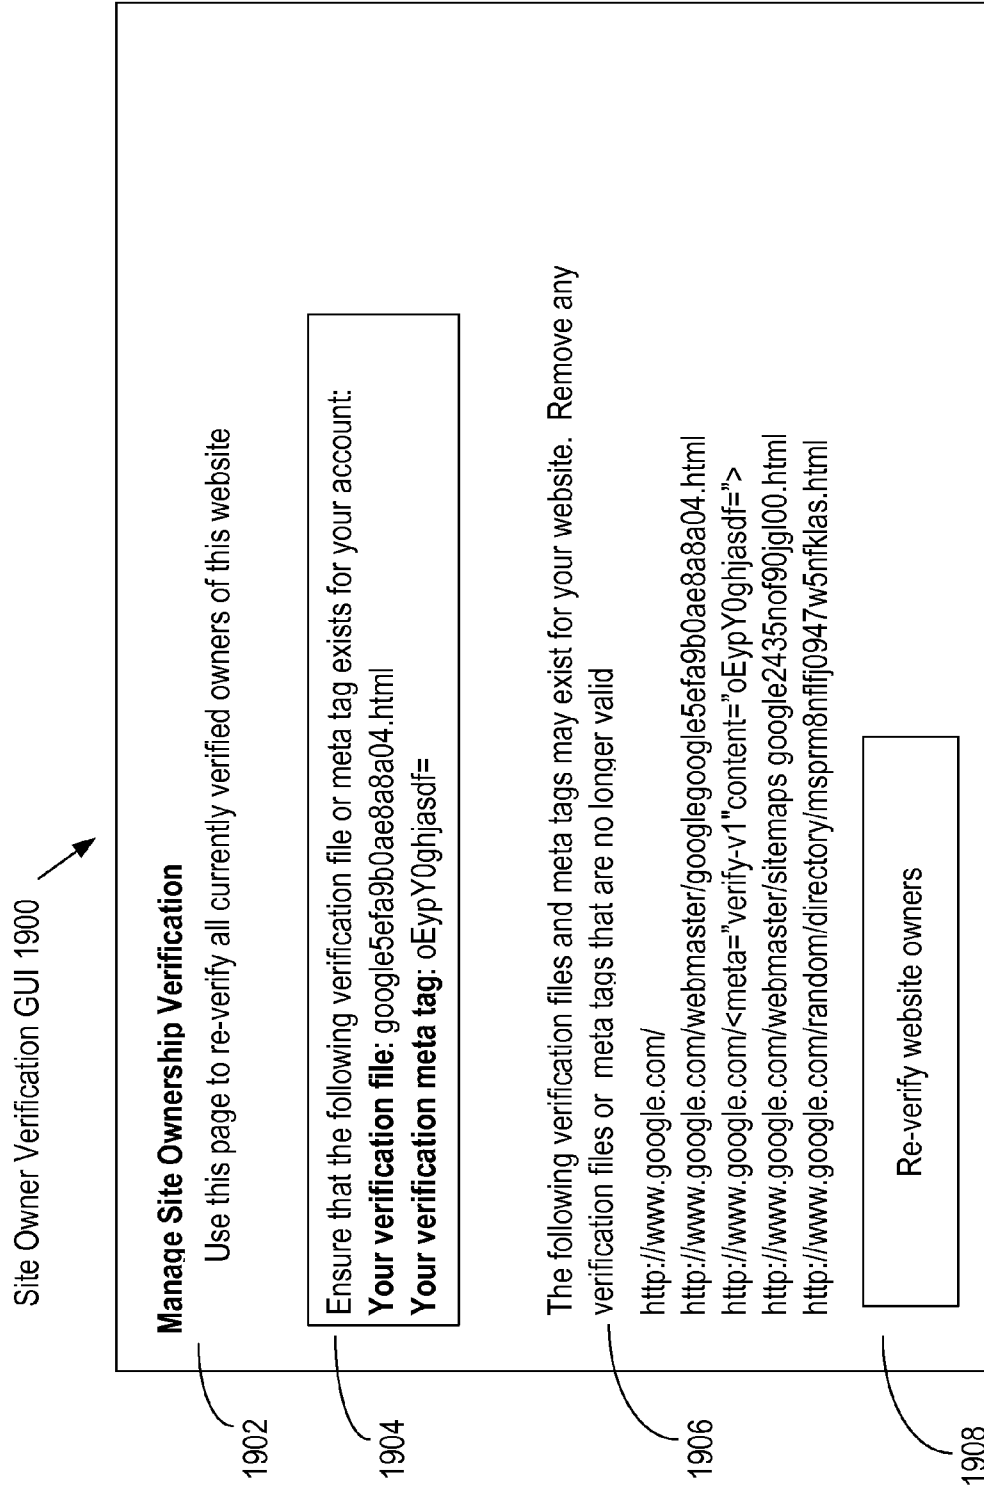 Site Owner Verification GUI 1900
Manage Site Ownership Verification
Use this page to re-verify all currently verified owners of this website
1902
Ensure that the following verification file or meta tag exists for your account:
Your verification file: google5efa9b0ae8a8a04.html
Your verification meta tag: oEypY0ghjasdf=
1904
The following verification files and meta tags may exist for your website.  Remove any
verification files or  meta tags that are no longer valid
1906
http://www.google.com/
http://www.google.com/webmaster/googlegoogle5efa9b0ae8a8a04.html
http://www.google.com/<meta="verify-v1"content="oEypY0ghjasdf=”>
http://www.google.com/webmaster/sitemaps google2435nof90jgl00.html
http://www.google.com/random/directory/msprm8nflfj0947w5nfklas.html
Re-verify website owners
1908